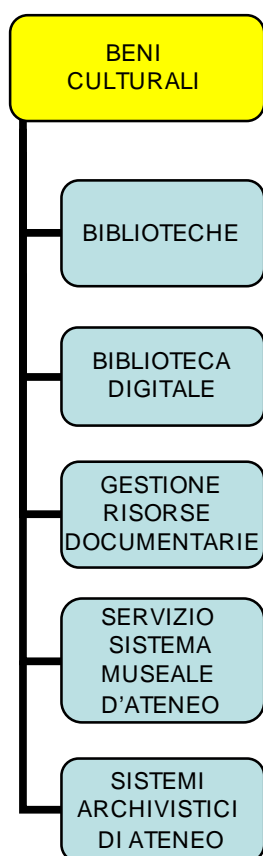 BENI
CULTURALI
BIBLIOTECHE
BIBLIOTECA
DIGITALE
GESTIONE
RISORSE
DOCUMENTARIE
SERVIZIO
SISTEMA
MUSEALE
D'ATENEO
SISTEMI
ARCHIVISTICI
DI ATENEO